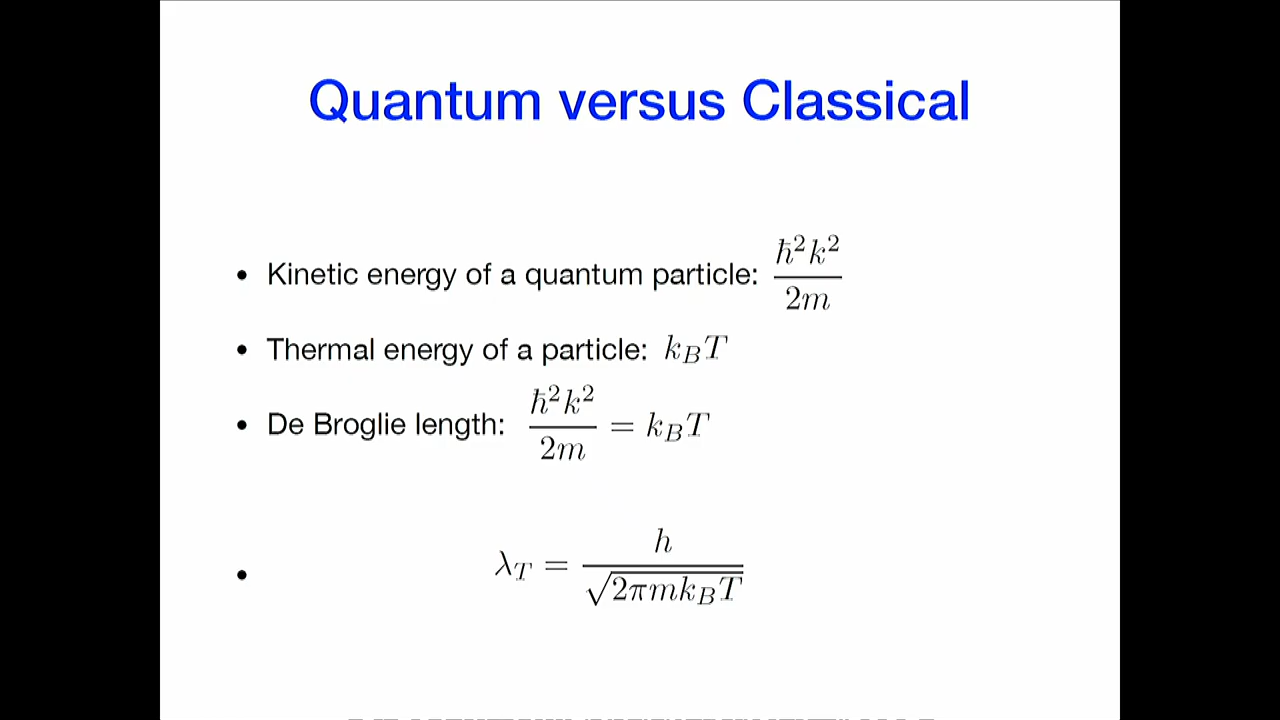 Quantum versus Classical
• Kinetic energy of a quantum particle: ħ²k²/2m
• Thermal energy of a particle: k_BT
• De Broglie length: ħ²k²/2m = k_BT
• λ_T = h/√(2πmk_BT)